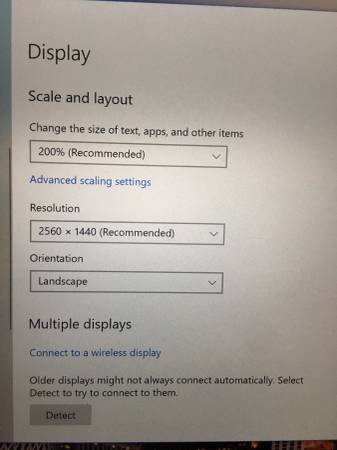 Display
Scale and layout
Change the size of text, apps, and other items
200% (Recommended)
Advanced scaling settings
Resolution
2560 × 1440 (Recommended)
Orientation
Landscape
Multiple displays
Connect to a wireless display
Older displays might not always connect automatically. Select
Detect to try to connect to them.
Detect